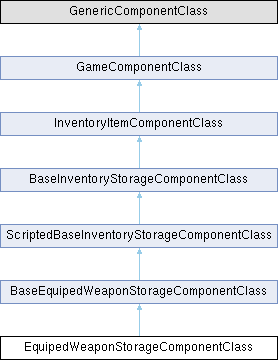 GenericComponentClass
GameComponentClass
InventoryItemComponentClass
BaseInventoryStorageComponentClass
ScriptedBaseInventoryStorageComponentClass
BaseEquipedWeaponStorageComponentClass
EquipedWeaponStorageComponentClass